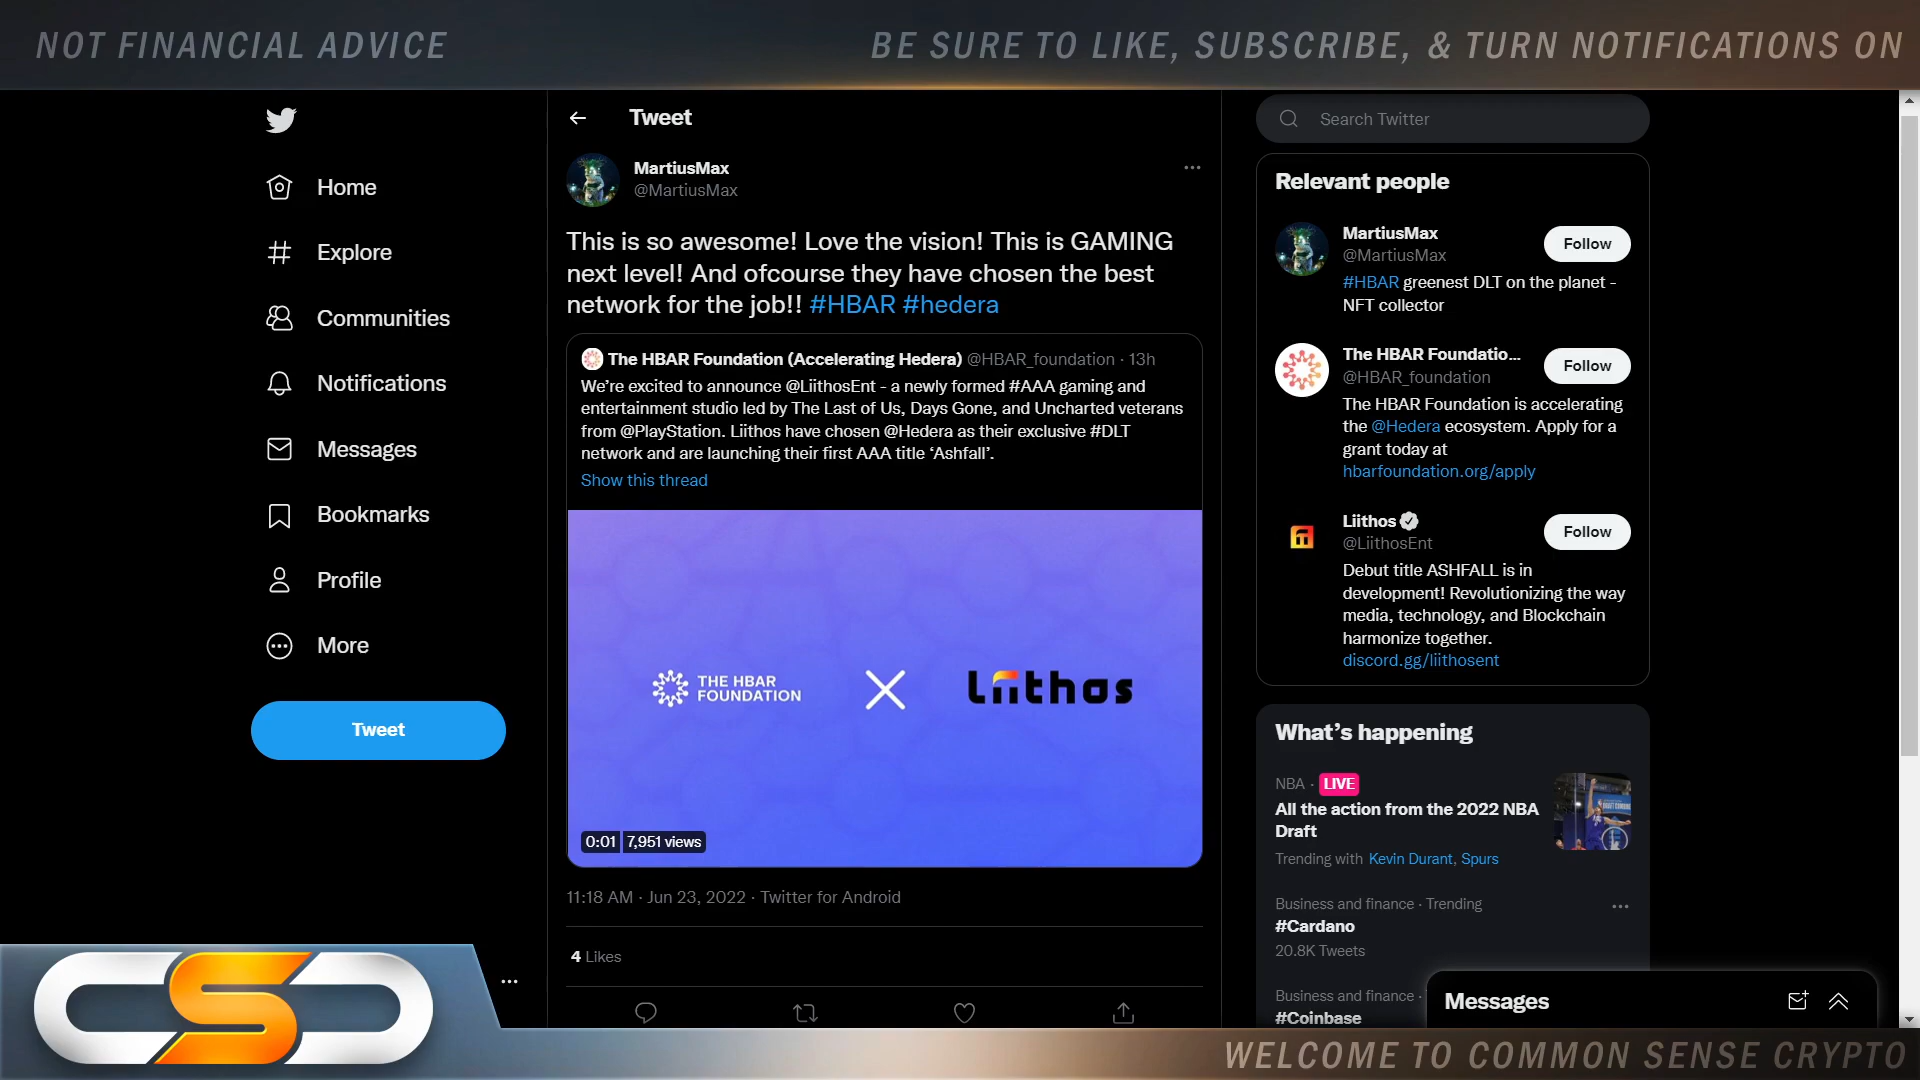 NOT FINANCIAL ADVICE
BE SURE TO LIKE, SUBSCRIBE, & TURN NOTIFICATIONS ON
Home
Explore
Communities
Notifications
Messages
Bookmarks
Profile
More
Tweet
Tweet
MartiusMax
@MartiusMax
This is so awesome! Love the vision! This is GAMING
next level! And ofcourse they have chosen the best
network for the job!! #HBAR #hedera
The HBAR Foundation (Accelerating Hedera) @HBAR_foundation · 13h
We’re excited to announce @LiithosEnt - a newly formed #AAA gaming and
entertainment studio led by The Last of Us, Days Gone, and Uncharted veterans
from @PlayStation. Liithos have chosen @Hedera as their exclusive #DLT
network and are launching their first AAA title ‘Ashfall’.
Show this thread
THE HBAR
FOUNDATION
Liithos
0:01 7,951 views
11:18 AM · Jun 23, 2022 · Twitter for Android
4 Likes
Search Twitter
Relevant people
MartiusMax
@MartiusMax
Follow
#HBAR greenest DLT on the planet -
NFT collector
The HBAR Foundatio...
@HBAR_foundation
Follow
The HBAR Foundation is accelerating
the @Hedera ecosystem. Apply for a
grant today at
hbarfoundation.org/apply
Liithos
@LiithosEnt
Follow
Debut title ASHFALL is in
development! Revolutionizing the way
media, technology, and Blockchain
harmonize together.
discord.gg/liithosent
What’s happening
NBA · LIVE
All the action from the 2022 NBA
Draft
Trending with Kevin Durant, Spurs
Business and finance · Trending
#Cardano
20.8K Tweets
Business and finance ·
#Coinbase
Messages
CSC
WELCOME TO COMMON SENSE CRYPTO